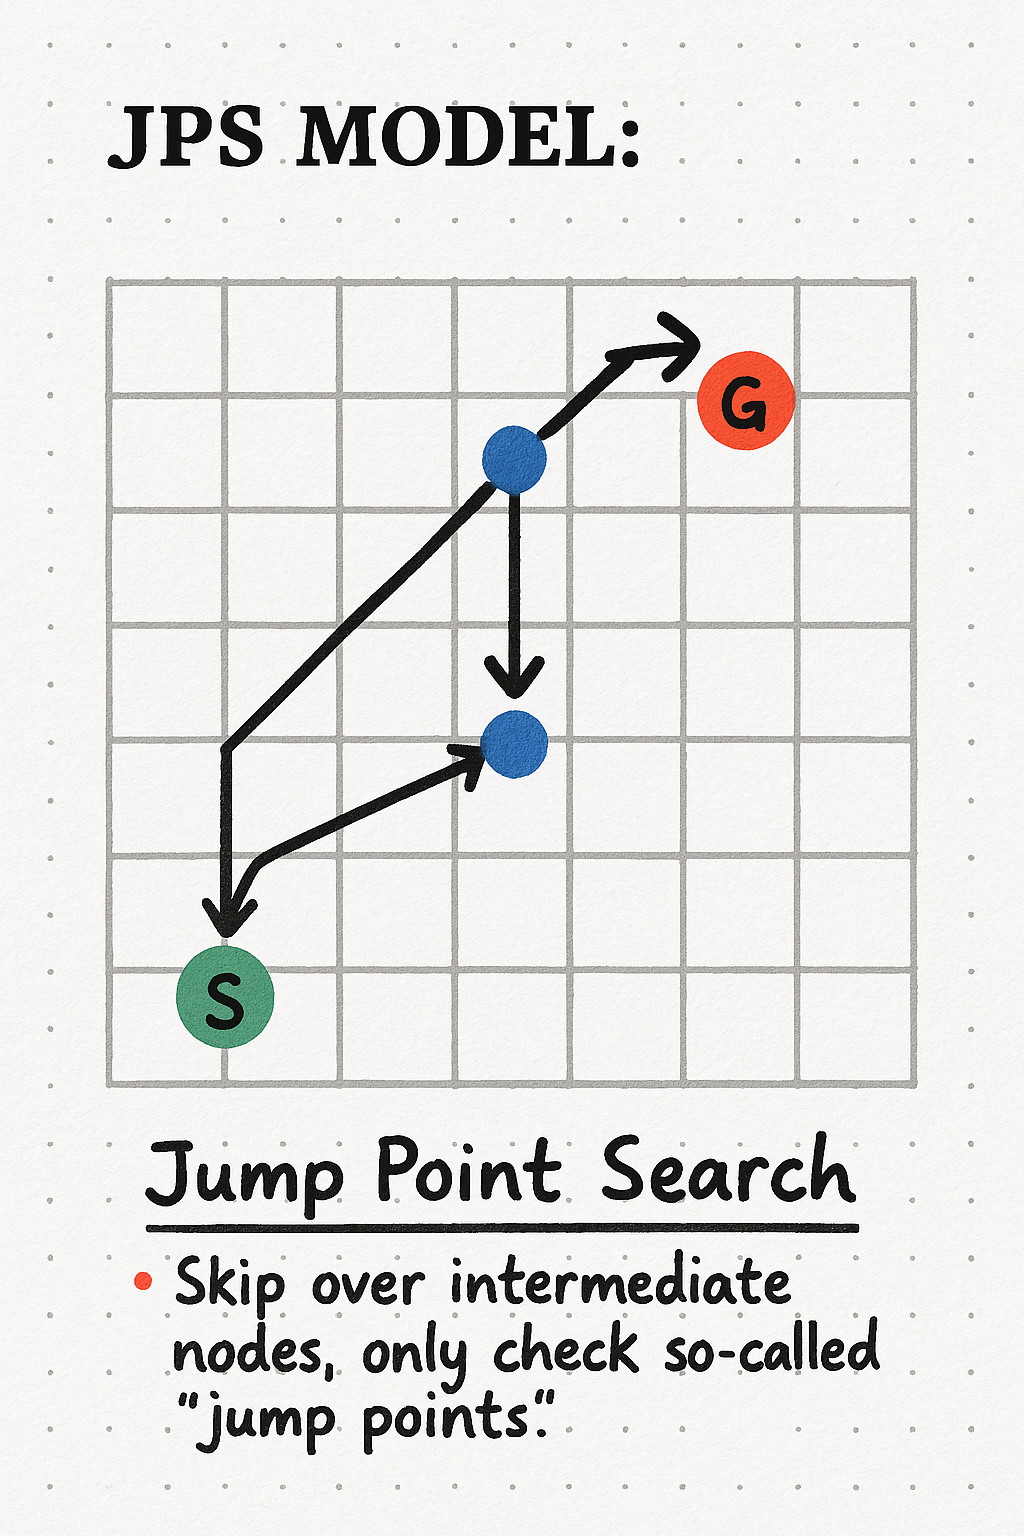 JPS MODEL:
G
S
Jump Point Search
Skip over intermediate
nodes, only check so-called
"jump points."